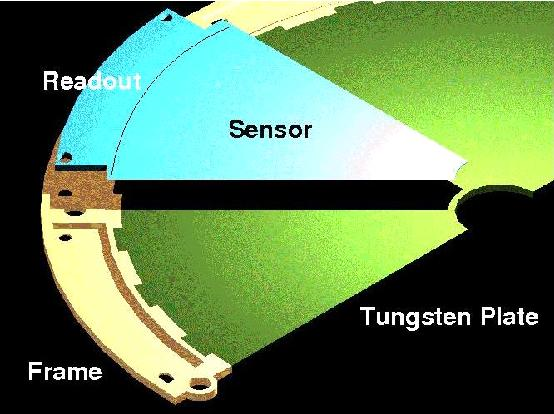 Readout
Sensor
Tungsten Plate
Frame